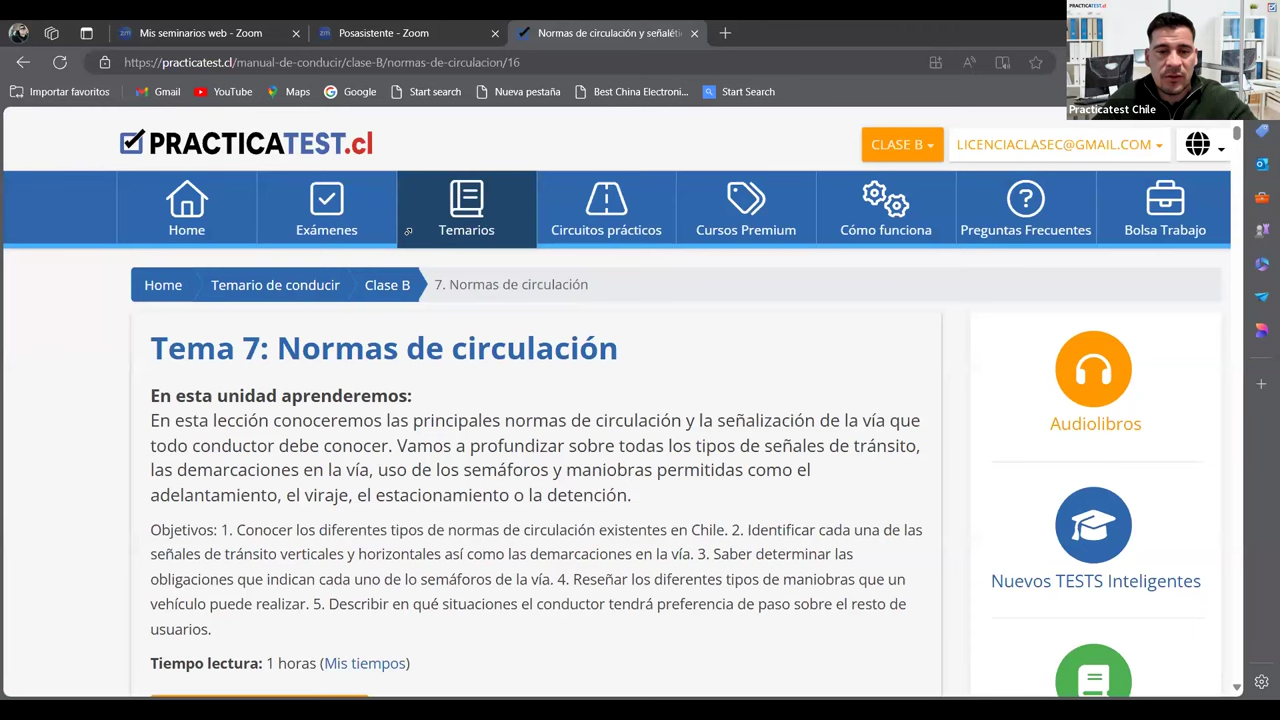 Mis seminarios web - Zoom
Posasistente - Zoom
Normas de circulación y señaléti
https://practicatest.cl/manual-de-conducir/clase-B/normas-de-circulacion/16
Importar favoritos
Gmail
YouTube
Maps
Google
Start search
Nueva pestaña
Best China Electroni...
Start Search
PRACTICATEST.cl
Practicatest Chile
PRACTICATEST.cl
CLASE B
LICENCIACLASEC@GMAIL.COM
Home
Exámenes
Temarios
Circuitos prácticos
Cursos Premium
Cómo funciona
Preguntas Frecuentes
Bolsa Trabajo
Home
Temario de conducir
Clase B
7. Normas de circulación
Tema 7: Normas de circulación
En esta unidad aprenderemos:
En esta lección conoceremos las principales normas de circulación y la señalización de la vía que
todo conductor debe conocer. Vamos a profundizar sobre todas los tipos de señales de tránsito,
las demarcaciones en la vía, uso de los semáforos y maniobras permitidas como el
adelantamiento, el viraje, el estacionamiento o la detención.
Objetivos: 1. Conocer los diferentes tipos de normas de circulación existentes en Chile. 2. Identificar cada una de las
señales de tránsito verticales y horizontales así como las demarcaciones en la vía. 3. Saber determinar las
obligaciones que indican cada uno de lo semáforos de la vía. 4. Reseñar los diferentes tipos de maniobras que un
vehículo puede realizar. 5. Describir en qué situaciones el conductor tendrá preferencia de paso sobre el resto de
usuarios.
Tiempo lectura: 1 horas (Mis tiempos)
Audiolibros
Nuevos TESTS Inteligentes